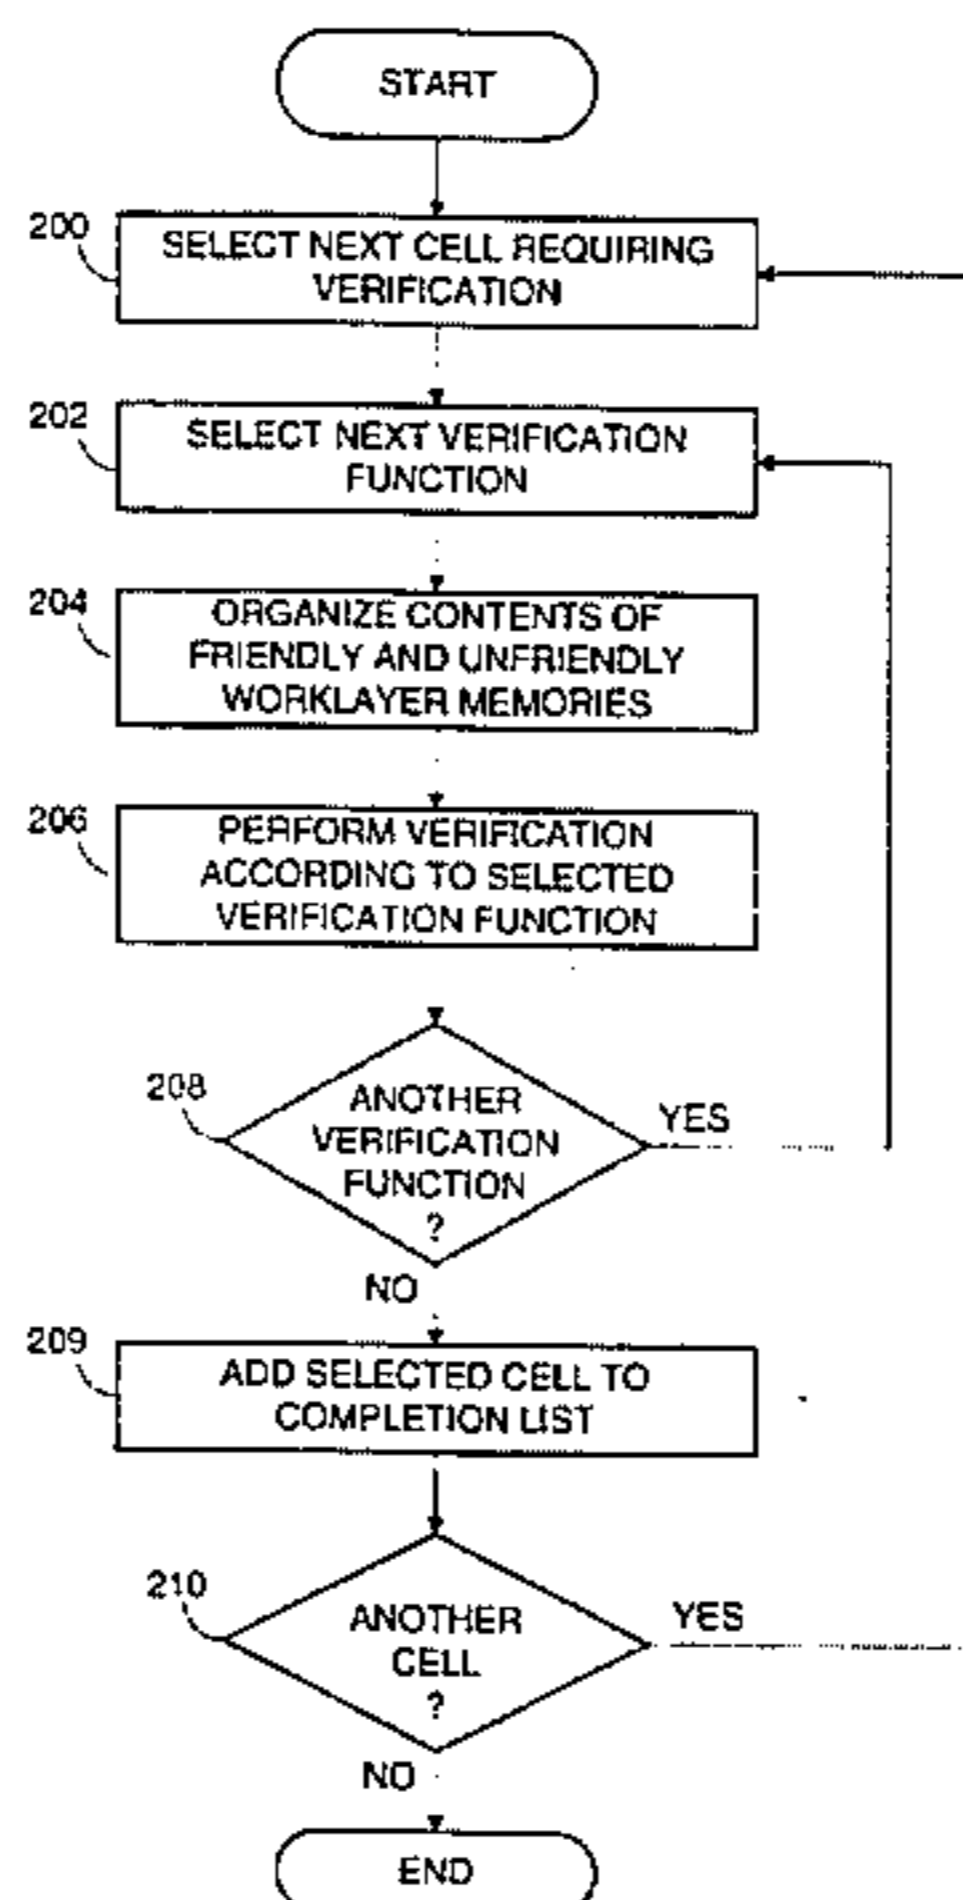 START
200
SELECT NEXT CELL REQUIRING
VERIFICATION
202
SELECT NEXT VERIFICATION
FUNCTION
204
ORGANIZE CONTENTS OF
FRIENDLY AND UNFRIENDLY
WORKLAYER MEMORIES
206
PERFORM VERIFICATION
ACCORDING TO SELECTED
VERIFICATION FUNCTION
208
ANOTHER
VERIFICATION
FUNCTION
?
YES
NO
209
ADD SELECTED CELL TO
COMPLETION LIST
210
ANOTHER
CELL
?
YES
NO
END